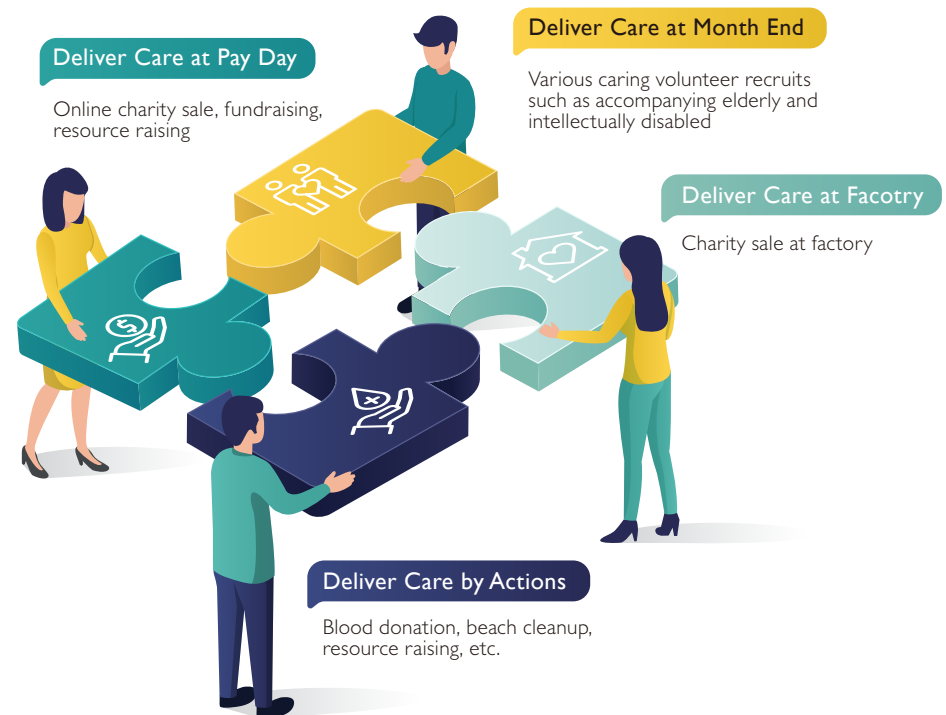 Deliver Care at Pay Day
Online charity sale, fundraising,
resource raising
Deliver Care at Month End
Various caring volunteer recruits
such as accompanying elderly and
intellectually disabled
Deliver Care at Facotry
Charity sale at factory
Deliver Care by Actions
Blood donation, beach cleanup,
resource raising, etc.